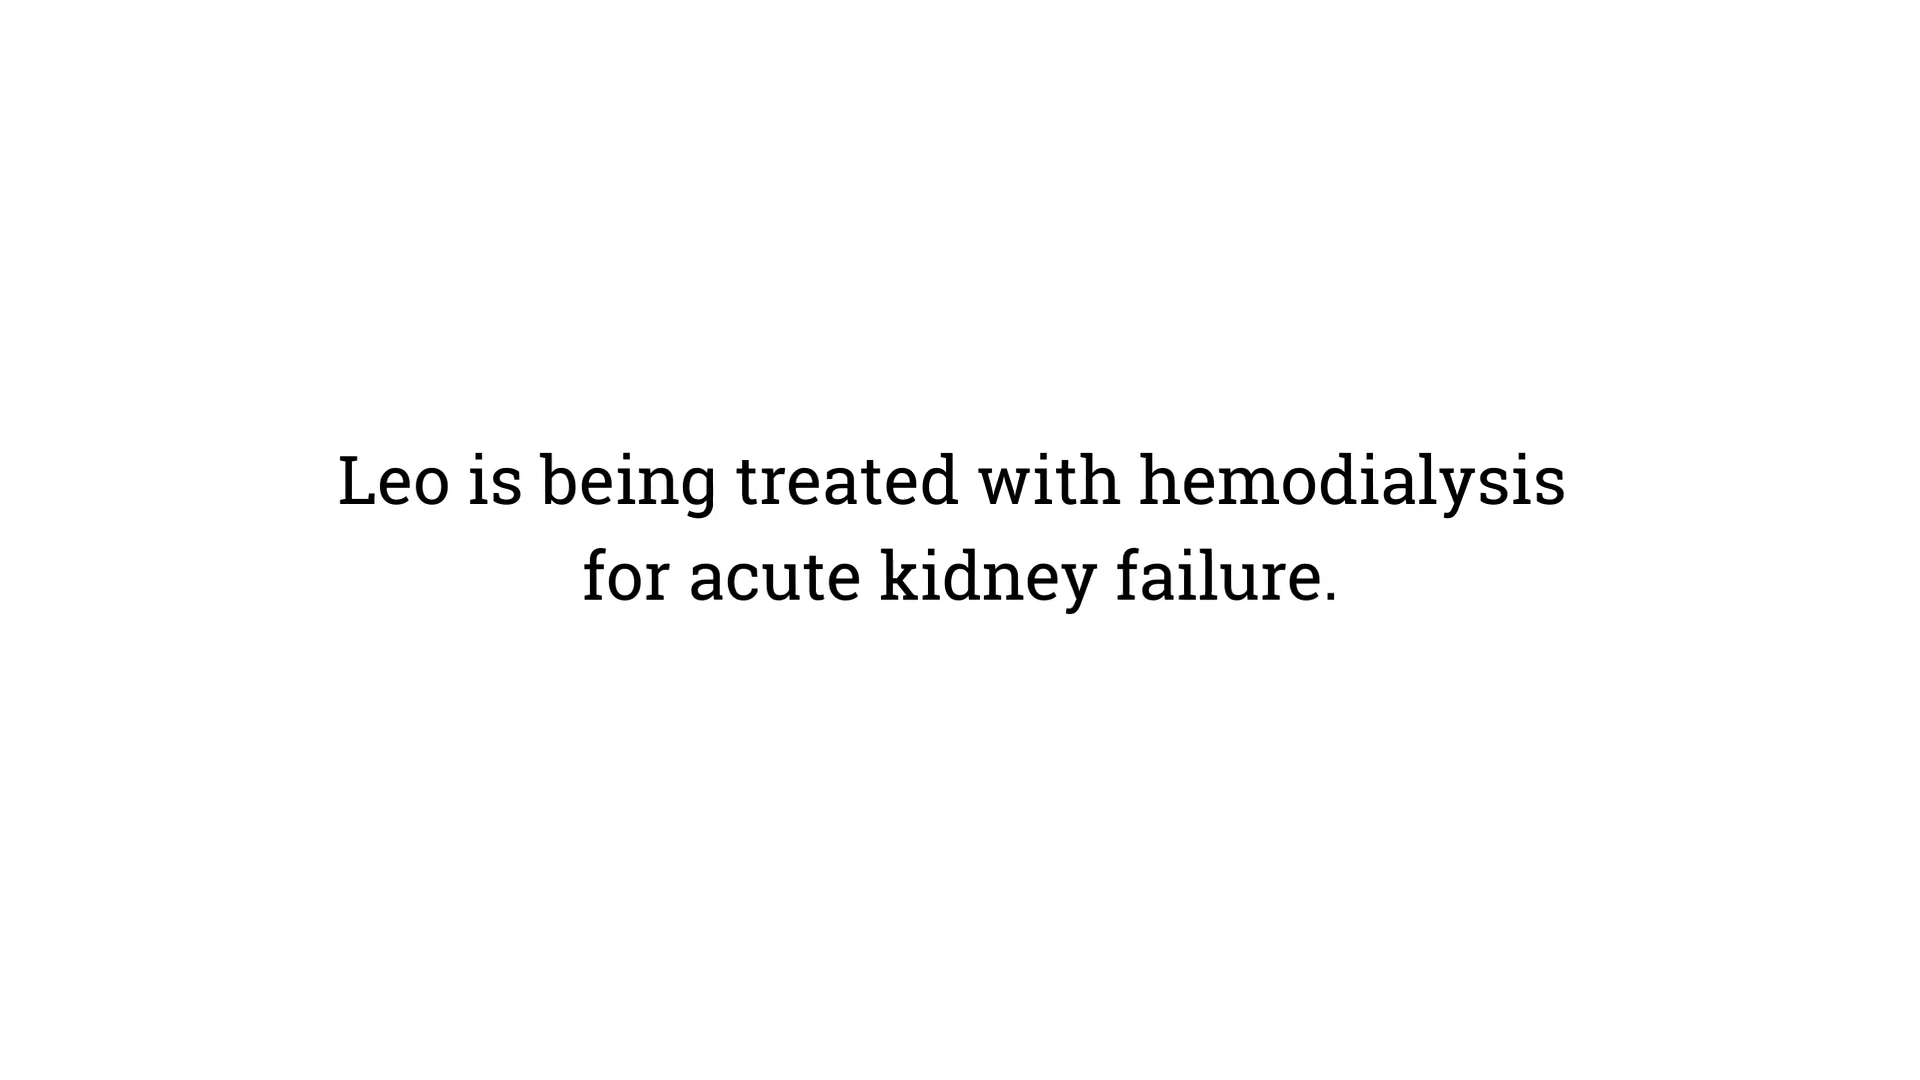 Leo is being treated with hemodialysis
for acute kidney failure.